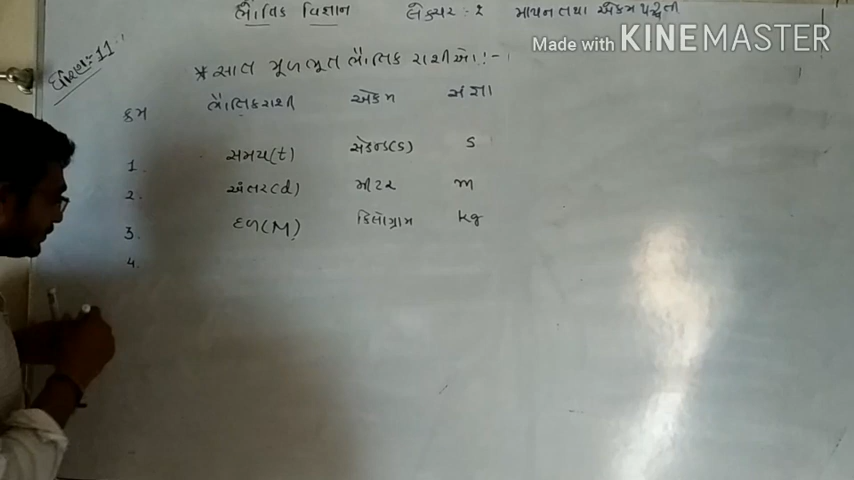 ભૌતિક વિજ્ઞાન લેક્ચર : ૨ માપન તથા એકમ પદ્ધતી
Made with KINEMASTER
ધોરણ:-11
* સાત મૂળભૂત ભૌતિક રાશીઓ :-
ક્રમ ભૌતિકરાશી એકમ સંજ્ઞા
1. સમય(t) સેકન્ડ(s) s
2. અંતર(d) મીટર m
3. દળ(M) કિલોગ્રામ kg
4.